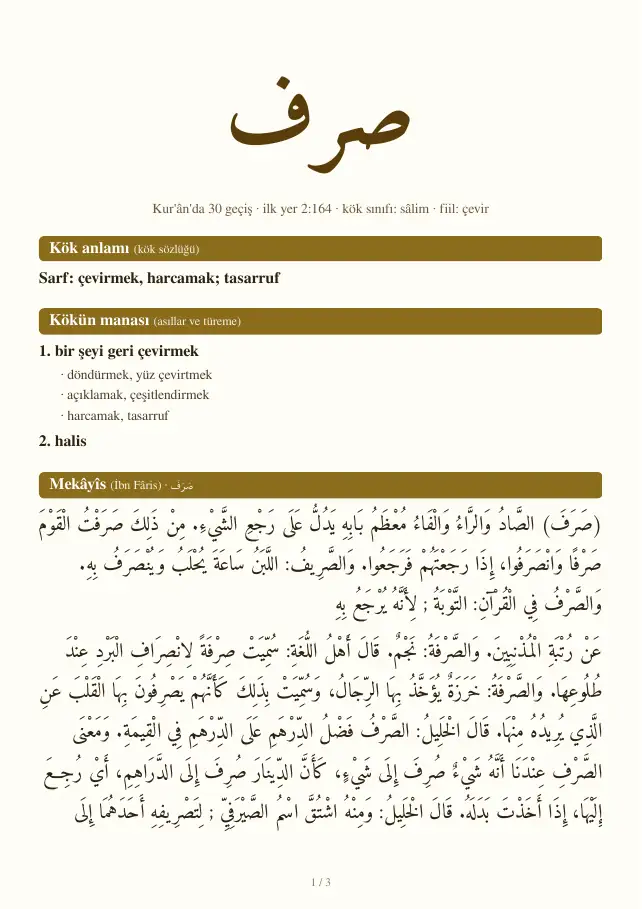 صرف
Kur'ân'da 30 geçiş · ilk yer 2:164 · kök sınıfı: sâlim · fiil: çevir
Kök anlamı (kök sözlüğü)
Sarf: çevirmek, harcamak; tasarruf
Kökün manası (asıllar ve türeme)
1. bir şeyi geri çevirmek
· döndürmek, yüz çevirtmek
· açıklamak, çeşitlendirmek
· harcamak, tasarruf
2. halis
Mekâyîs (İbn Fâris) · صَرَفَ
(صَرَفَ) الصَّادُ وَالرَّاءُ وَالْفَاءُ مُعْظَمُ بَابِهِ يَدُلُّ عَلَى رَجْعِ الشَّيْءِ. مِنْ ذَلِكَ صَرَفْتُ الْقَوْمَ
صَرْفًا وَانْصَرَفُوا، إِذَا رَجَعْتَهُمْ فَرَجَعُوا. وَالصَّرِيفُ: اللَّبَنُ سَاعَةَ يُحْلَبُ وَيُنْصَرَفُ بِهِ.
وَالصَّرْفُ فِي الْقُرْآنِ: التَّوْبَةُ ; لِأَنَّهُ يُرْجَعُ بِهِ
عَنْ رُتْبَةِ الْمُذْنِبِينَ. وَالصَّرْفَةُ: نَجْمٌ. قَالَ أَهْلُ اللُّغَةِ: سُمِّيَتْ صِرْفَةً لِانْصِرَافِ الْبَرْدِ عِنْدَ
طُلُوعِهَا. وَالصَّرْفَةُ: خَرَزَةٌ يُؤَخَّذُ بِهَا الرِّجَالُ، وَسُمِّيَتْ بِذَلِكَ كَأَنَّهُمْ يَصْرِفُونَ بِهَا الْقَلْبَ عَنِ
الَّذِي يُرِيدُهُ مِنْهَا. قَالَ الْخَلِيلُ: الصَّرْفُ فَضْلُ الدِّرْهَمِ عَلَى الدِّرْهَمِ فِي الْقِيمَةِ. وَمَعْنَى
الصَّرْفِ عِنْدَنَا أَنَّهُ شَيْءٌ صُرِفَ إِلَى شَيْءٍ، كَأَنَّ الدِّينَارَ صُرِفَ إِلَى الدَّرَاهِمِ، أَيْ رُجِعَ
إِلَيْهَا، إِذَا أَخَذْتَ بَدَلَهُ. قَالَ الْخَلِيلُ: وَمِنْهُ اشْتُقَّ اسْمُ الصَّيْرَفِيِّ ; لِتَصْرِيفِهِ أَحَدَهُمَا إِلَى
1 / 3